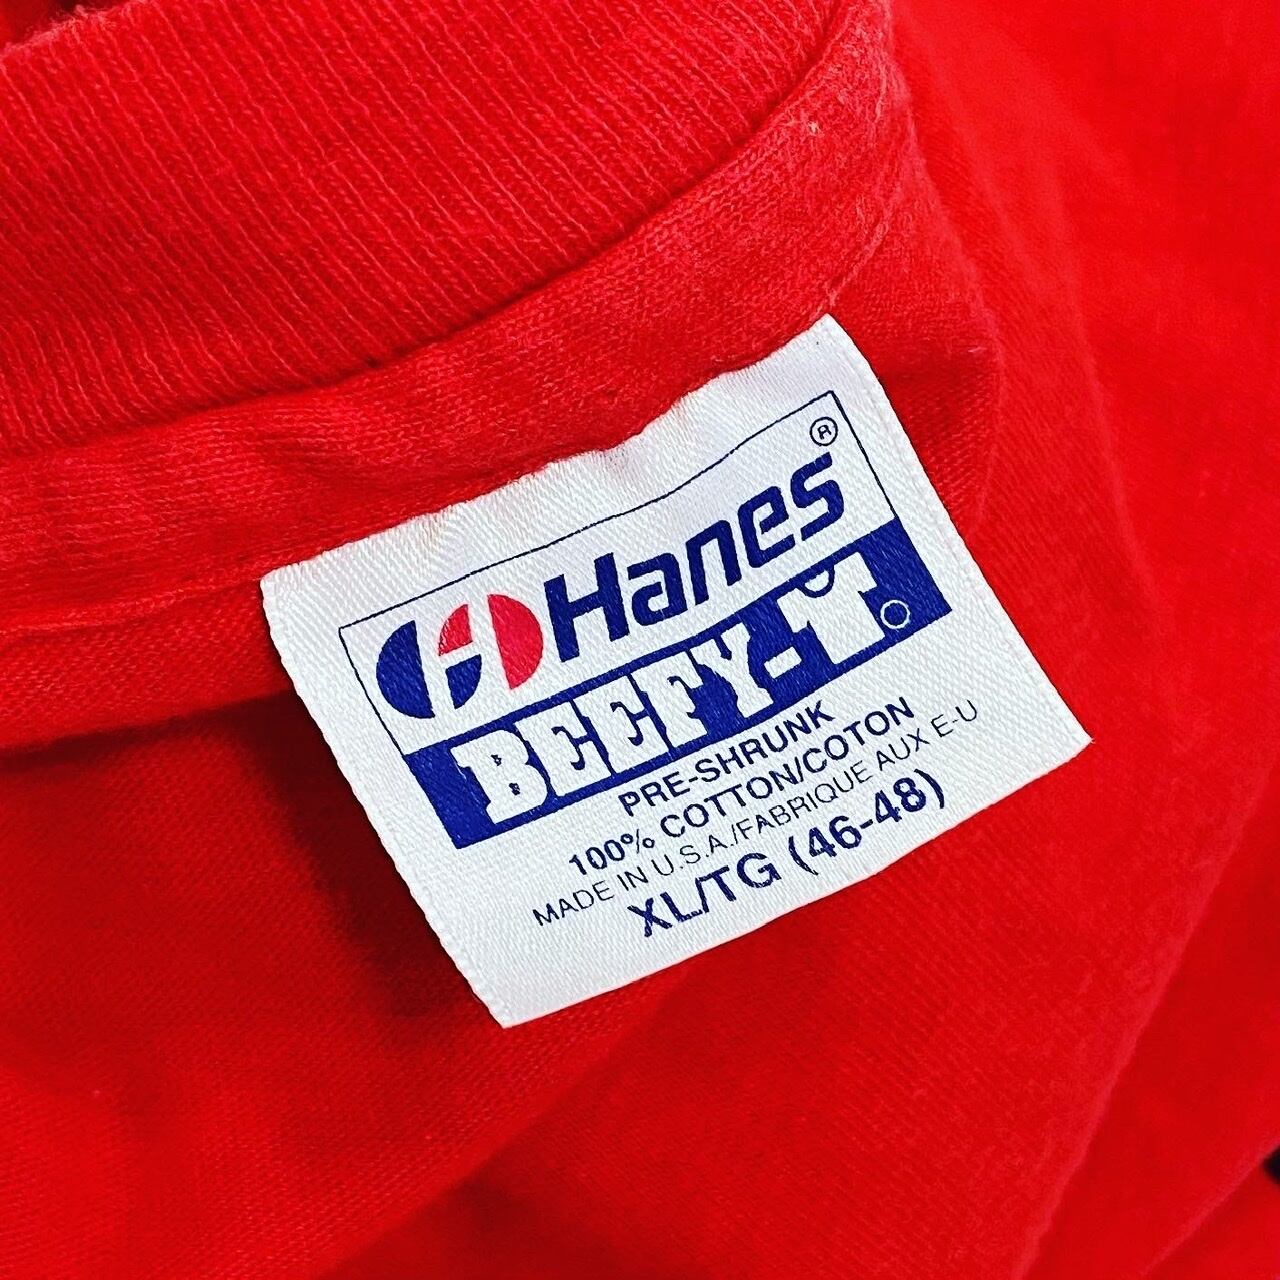 Hanes®
BEEFY-T®
PRE-SHRUNK
100% COTTON/COTON
MADE IN U.S.A./FABRIQUE AUX E-U
XL/TG (46-48)